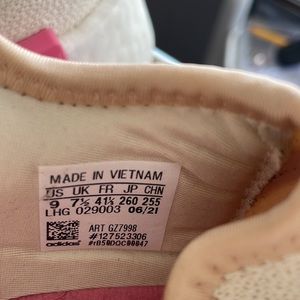 MADE IN VIETNAM
US UK FR JP CHN
9 7½ 41⅓ 260 255
LHG 029003 06/21
ART GZ7998
#127523306
adidas